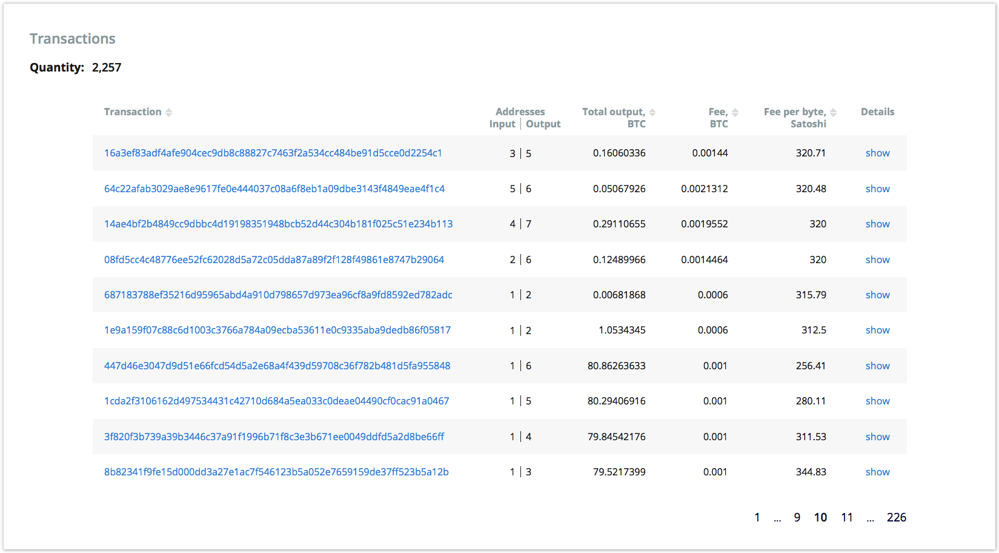 Transactions
Quantity: 2,257
Transaction Addresses Total output, Fee, Fee per byte, Details
Input | Output BTC BTC Satoshi
16a3ef83adf4afe904cec9db8c88827c7463f2a534cc484be91d5cce0d2254c1 3 | 5 0.16060336 0.00144 320.71 show
64c22afab3029ae8e9617fe0e444037c08a6f8eb1a09dbe3143f4849eae4f1c4 5 | 6 0.05067926 0.0021312 320.48 show
14ae4bf2b4849cc9dbbc4d19198351948bcb52d44c304b181f025c51e234b113 4 | 7 0.29110655 0.0019552 320 show
08fd5cc4c48776ee52fc62028d5a72c05dda87a89f2f128f49861e8747b29064 2 | 6 0.12489966 0.0014464 320 show
687183788ef35216d95965abd4a910d798657d973ea96cf8a9fd8592ed782adc 1 | 2 0.00681868 0.0006 315.79 show
1e9a159f07c88c6d1003c3766a784a09ecba53611e0c9335aba9dedb86f05817 1 | 2 1.0534345 0.0006 312.5 show
447d46e3047d9d51e66fcd54d5a2e68a4f439d59708c36f782b481d5fa955848 1 | 6 80.86263633 0.001 256.41 show
1cda2f3106162d497534431c42710d684a5ea033c0deae04490cf0cac91a0467 1 | 5 80.29406916 0.001 280.11 show
3f820f3b739a39b3446c37a91f1996b71f8c3e3b671ee0049ddfd5a2d8be66ff 1 | 4 79.84542176 0.001 311.53 show
8b82341f9fe15d000dd3a27e1ac7f546123b5a052e7659159de37ff523b5a12b 1 | 3 79.5217399 0.001 344.83 show
1 ... 9 10 11 ... 226